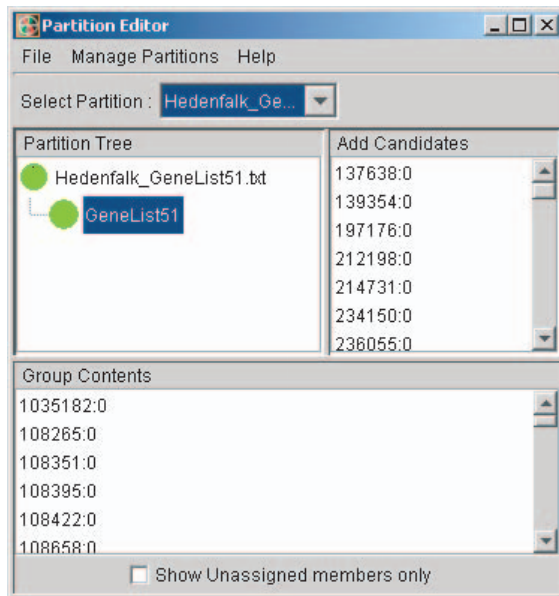 Partition Editor
File Manage Partitions Help
Select Partition : Hedenfalk_Ge...
Partition Tree
Hedenfalk_GeneList51.txt
GeneList51
Add Candidates
137638:0
139354:0
197176:0
212198:0
214731:0
234150:0
236055:0
Group Contents
1035182:0
108265:0
108351:0
108395:0
108422:0
108658:0
Show Unassigned members only